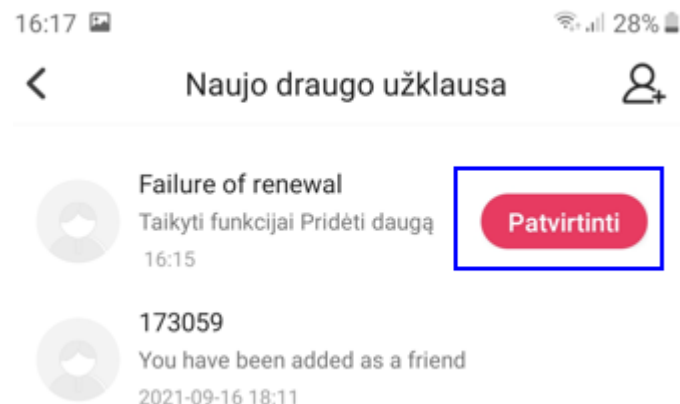 16:17 28%
Naujo draugo užklausa
Failure of renewal
Taikyti funkcijai Pridėti daugą
Patvirtinti
16:15
173059
You have been added as a friend
2021-09-16 18:11